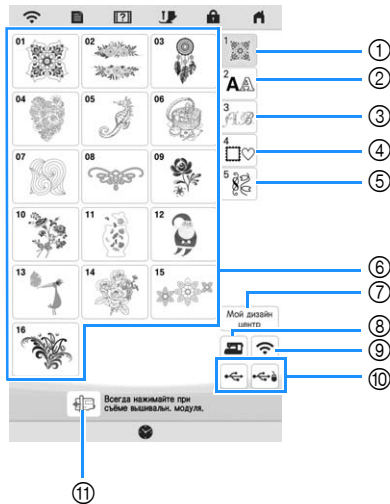 01 02 03
04 05 06
07 08 09
10 11 12
13 14 15
16
1
2 AA
3 AB
4
5
Мой дизайн
центр
Всегда нажимайте при
съёме вышивальн. модуля.
①
②
③
④
⑤
⑥
⑦
⑧
⑨
⑩
⑪